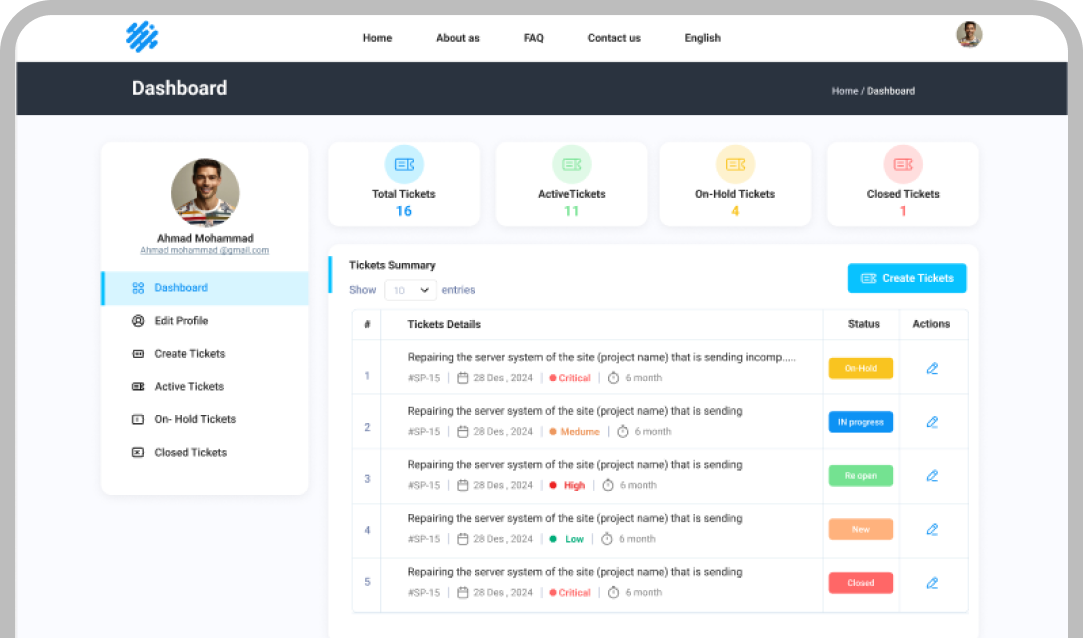 Home About as FAQ Contact us English
Dashboard
Home / Dashboard
Ahmad Mohammad
Ahmad mohammad @gmail.com
Dashboard
Edit Profile
Create Tickets
Active Tickets
On- Hold Tickets
Closed Tickets
Total Tickets
16
ActiveTickets
11
On-Hold Tickets
4
Closed Tickets
1
Tickets Summary
Show 10 entries
Create Tickets
# Tickets Details Status Actions
Repairing the server system of the site (project name) that is sending incomp.....
1 #SP-15 | 28 Des , 2024 | Critical | 6 month On-Hold
Repairing the server system of the site (project name) that is sending
2 #SP-15 | 28 Des , 2024 | Medume | 6 month IN progress
Repairing the server system of the site (project name) that is sending
3 #SP-15 | 28 Des , 2024 | High | 6 month Re open
Repairing the server system of the site (project name) that is sending
4 #SP-15 | 28 Des , 2024 | Low | 6 month New
Repairing the server system of the site (project name) that is sending
5 #SP-15 | 28 Des , 2024 | Critical | 6 month Closed